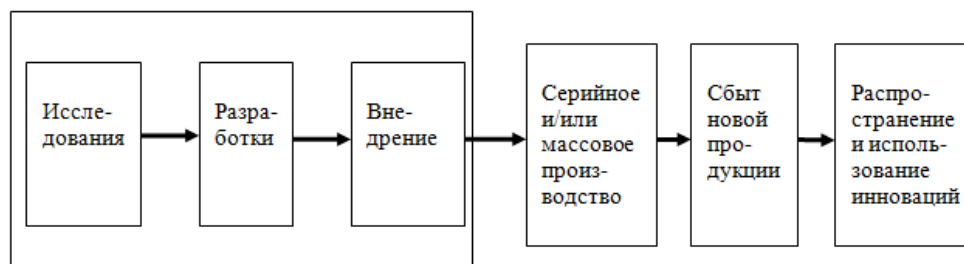 Иссле-
дования
Разра-
ботки
Вне-
дрение
Серийное
и/или
массовое
произ-
водство
Сбыт
новой
про-
дукции
Распро-
странение
и исполь-
зование
инноваций